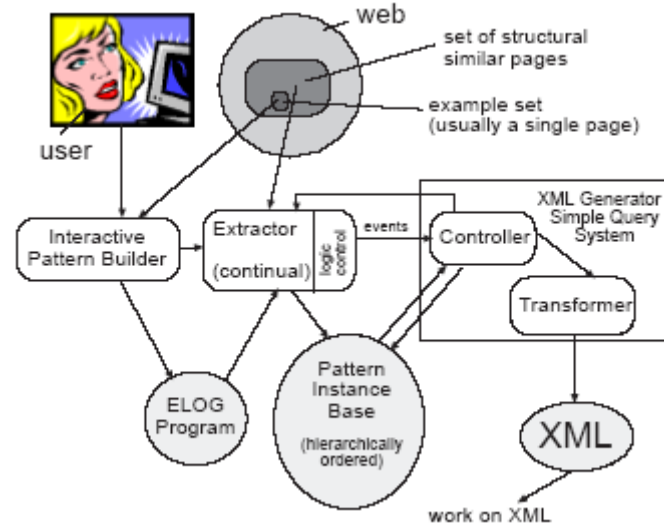 web
set of structural
similar pages
example set
(usually a single page)
user
Interactive
Pattern Builder
Extractor
(continual)
logic
control
events
Controller
XML Generator
Simple Query
System
Transformer
ELOG
Program
Pattern
Instance
Base
(hierarchically
ordered)
XML
work on XML